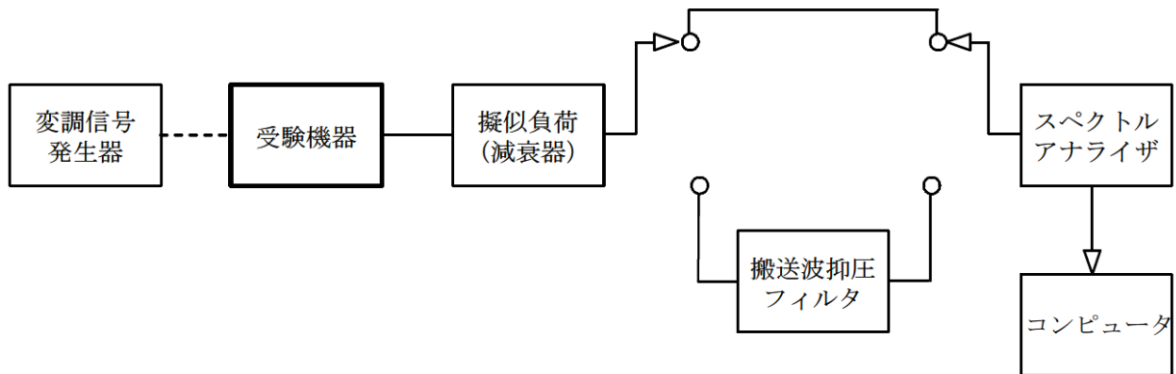 変調信号
発生器
受験機器
擬似負荷
(減衰器)
スペクトル
アナライザ
搬送波抑圧
フィルタ
コンピュータ